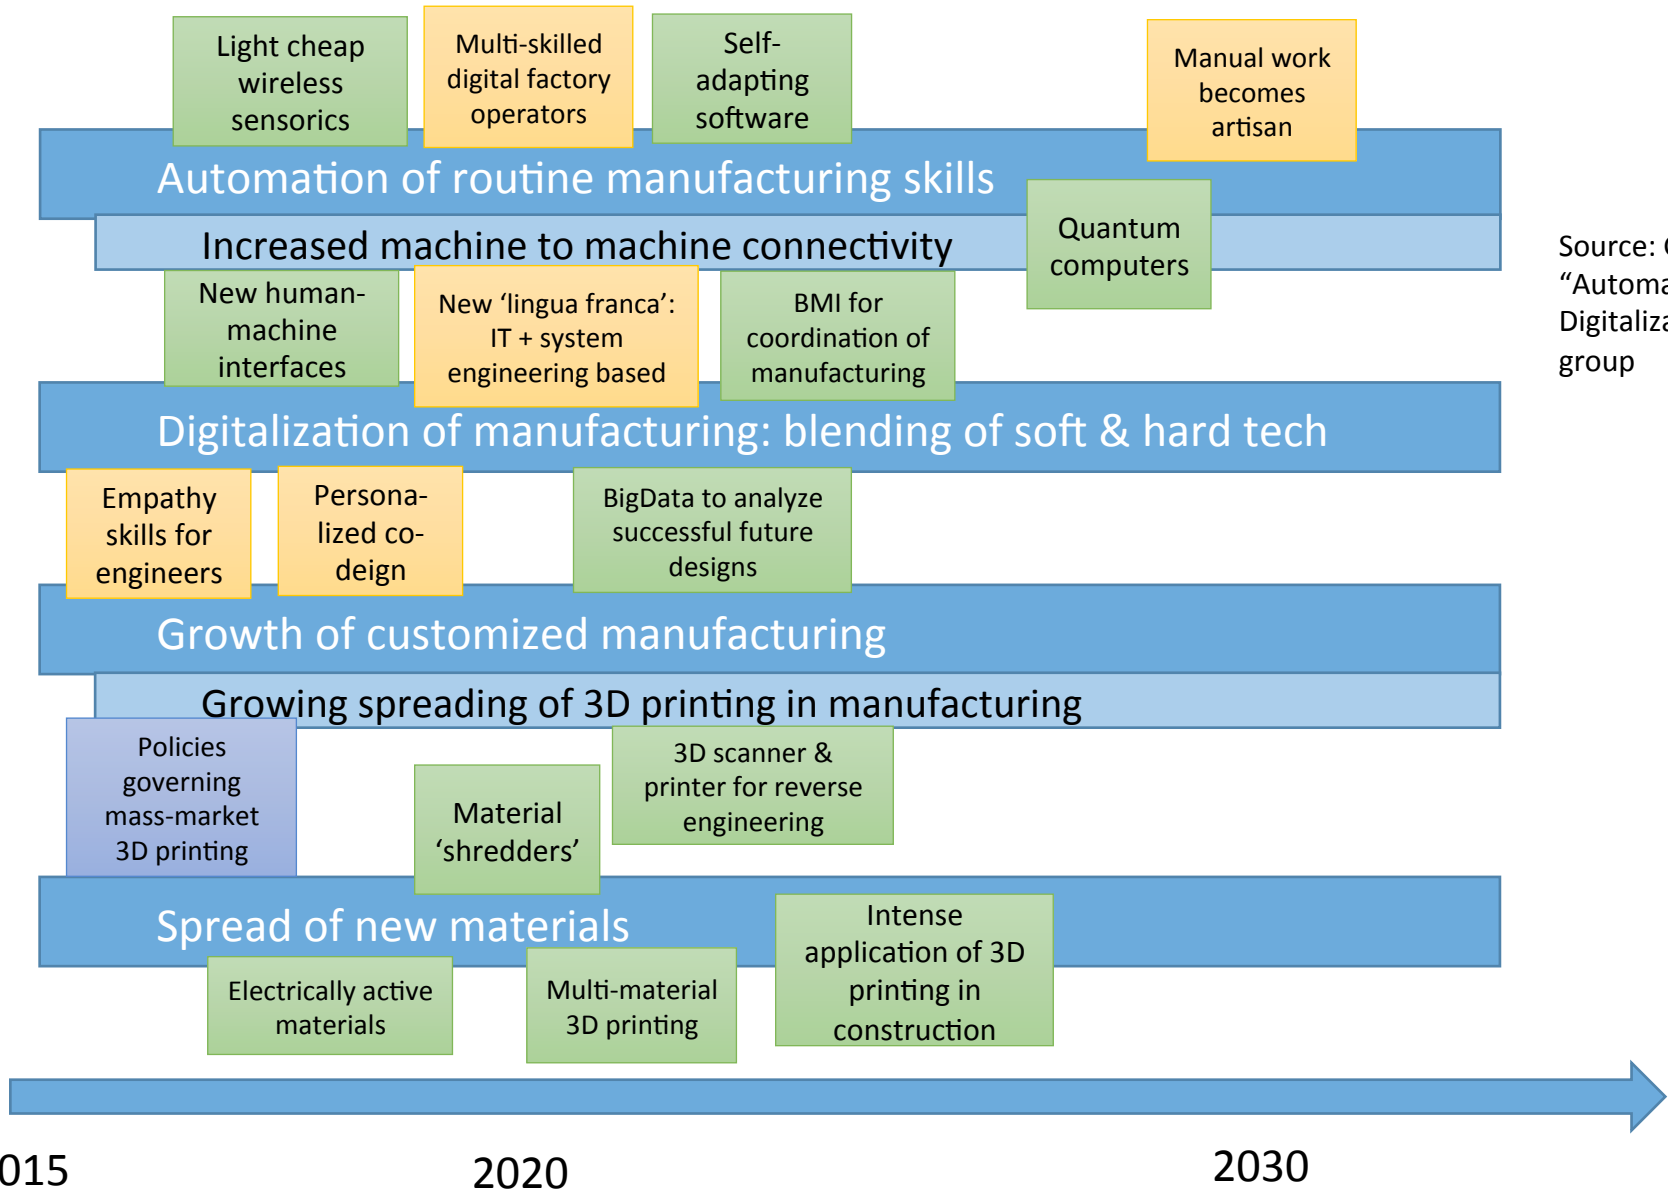 Light cheap
wireless
sensorics
Multi-skilled
digital factory
operators
Self-
adapting
software
Manual work
becomes
artisan
Automation of routine manufacturing skills
Increased machine to machine connectivity
Quantum
computers
Source:
Digitaliza
group
New human-
machine
interfaces
New ‘lingua franca’:
IT + system
engineering based
BMI for
coordination of
manufacturing
Digitalization of manufacturing: blending of soft & hard tech
Empathy
skills for
engineers
Persona-
lized co-
deign
BigData to analyze
successful future
designs
Growth of customized manufacturing
Growing spreading of 3D printing in manufacturing
Policies
governing
mass-market
3D printing
Material
‘shredders’
3D scanner &
printer for reverse
engineering
Spread of new materials
Electrically active
materials
Multi-material
3D printing
Intense
application of 3D
printing in
construction
015
2020
2030